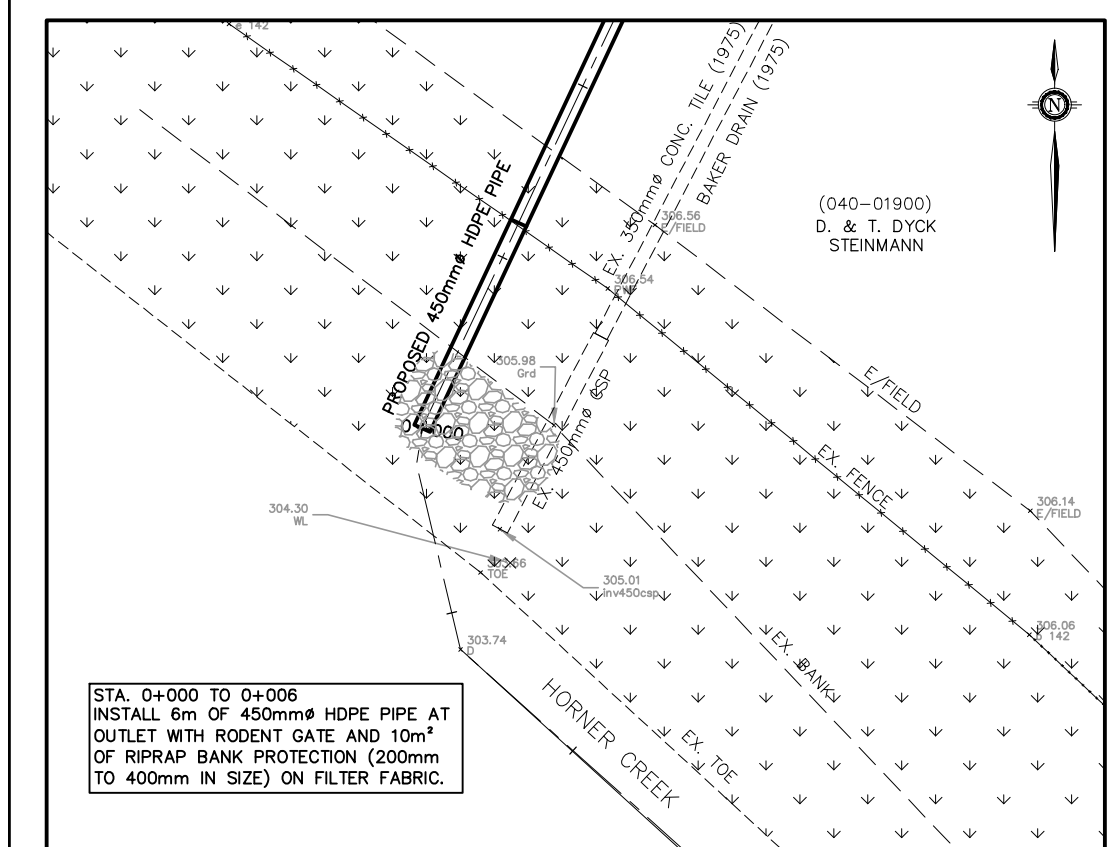 e 142
EX. 350mmø CONC. TILE (1975)
BAKER DRAIN (1975)
N
(040-01900)
D. & T. DYCK
STEINMANN
306.56
E/FIELD
PROPOSED 450mmø HDPE PIPE
306.54
305.98
Grd
EX. 450mmø CSP
E/FIELD
EX. FENCE
304.30
WL
TOE
305.01
inv450csp
306.14
E/FIELD
306.06
142
303.74
D
EX. BANK
HORNER CREEK
EX. TOE
STA. 0+000 TO 0+006
INSTALL 6m OF 450mmø HDPE PIPE AT
OUTLET WITH RODENT GATE AND 10m²
OF RIPRAP BANK PROTECTION (200mm
TO 400mm IN SIZE) ON FILTER FABRIC.